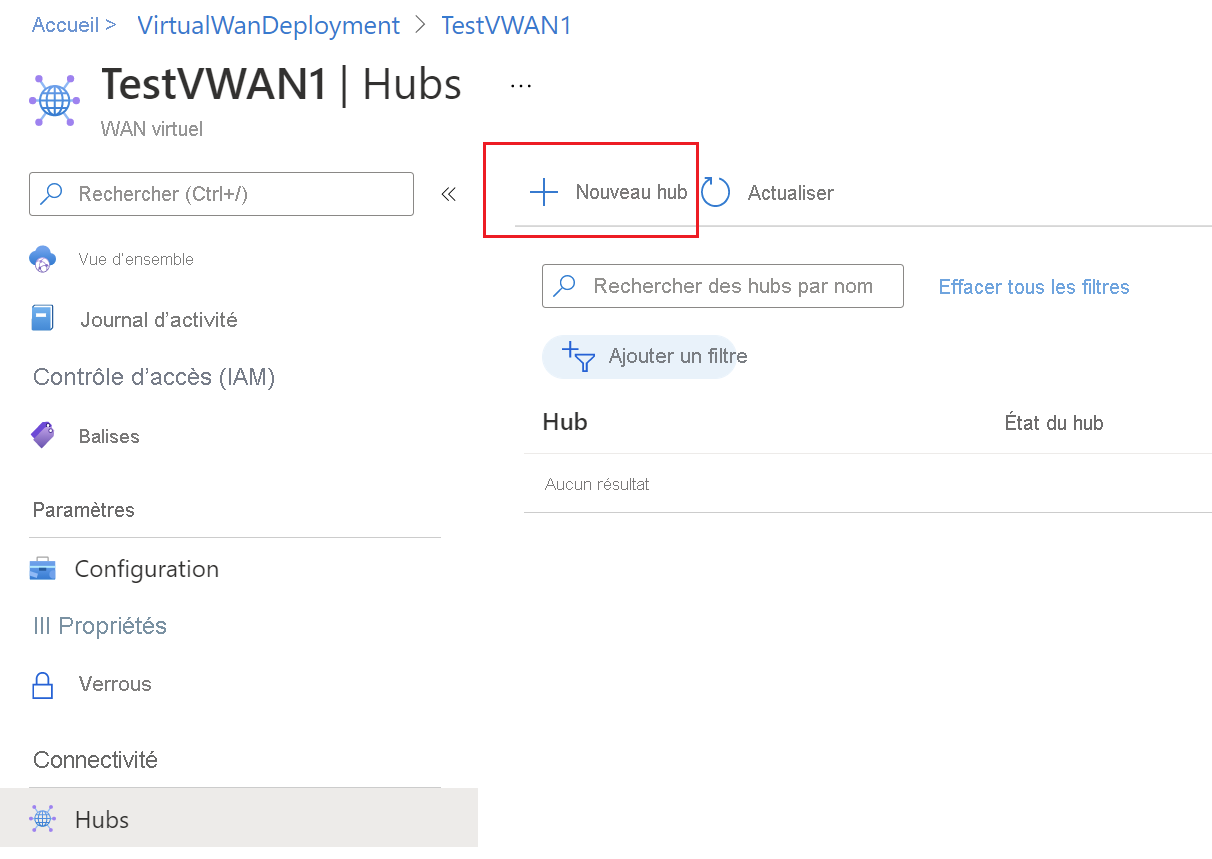 Accueil > VirtualWanDeployment > TestVWAN1
TestVWAN1 | Hubs ...
WAN virtuel
Rechercher (Ctrl+/)
«
Vue d'ensemble
Journal d’activité
Contrôle d’accès (IAM)
Balises
Paramètres
Configuration
III Propriétés
Verrous
Connectivité
Hubs
Nouveau hub
Actualiser
Rechercher des hubs par nom
Effacer tous les filtres
Ajouter un filtre
Hub
État du hub
Aucun résultat